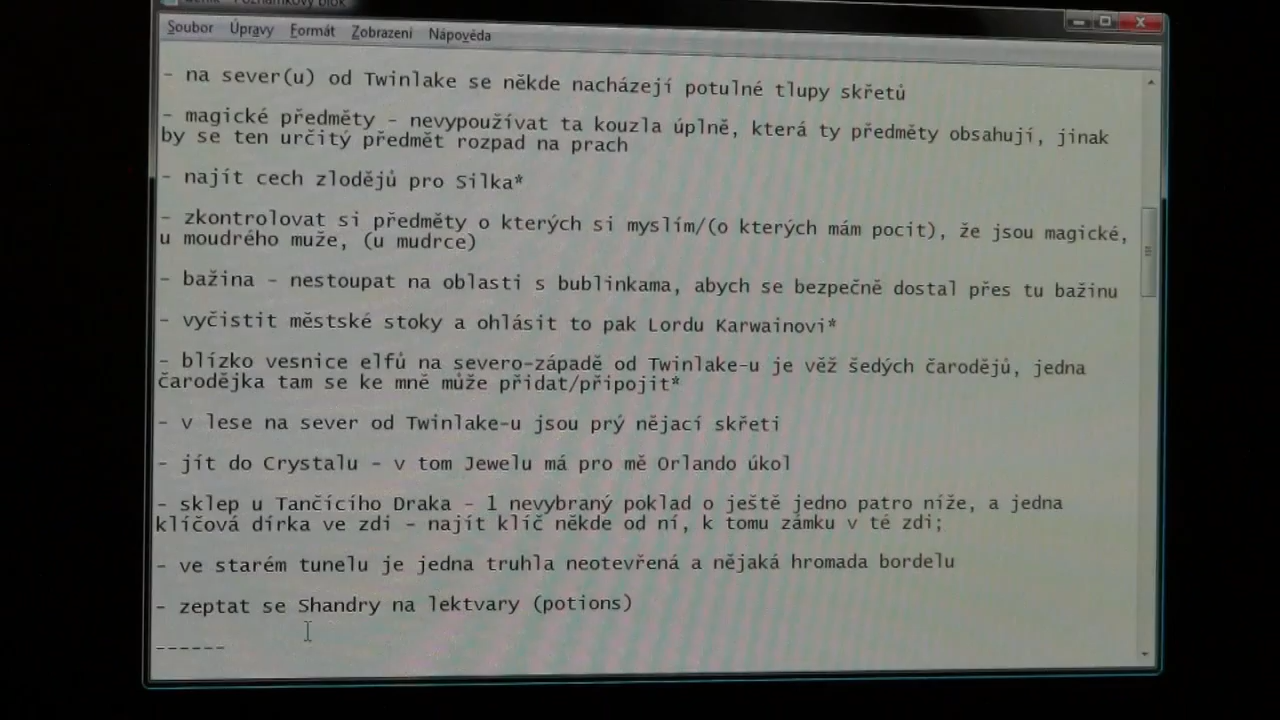 Deník - Poznámkový blok
Soubor Úpravy Formát Zobrazení Nápověda
- na sever(u) od Twinlake se někde nacházejí potulné tlupy skřetů
- magické předměty - nevypoužívat ta kouzla úplně, která ty předměty obsahují, jinak
by se ten určitý předmět rozpad na prach
- najít cech zlodějů pro Silka*
- zkontrolovat si předměty o kterých si myslím/(o kterých mám pocit), že jsou magické,
u moudrého muže, (u mudrce)
- bažina - nestoupat na oblasti s bublinkama, abych se bezpečně dostal přes tu bažinu
- vyčistit městské stoky a ohlásit to pak Lordu Karwainovi*
- blízko vesnice elfů na severo-západě od Twinlake-u je věž šedých čarodějů, jedna
čarodějka tam se ke mně může přidat/připojit*
- v lese na sever od Twinlake-u jsou prý nějací skřeti
- jít do Crystalu - v tom Jewelu má pro mě Orlando úkol
- sklep u Tančícího Draka - 1 nevybraný poklad o ještě jedno patro níže, a jedna
klíčová dírka ve zdi - najít klíč někde od ní, k tomu zámku v té zdi;
- ve starém tunelu je jedna truhla neotevřená a nějaká hromada bordelu
- zeptat se Shandry na lektvary (potions)
------